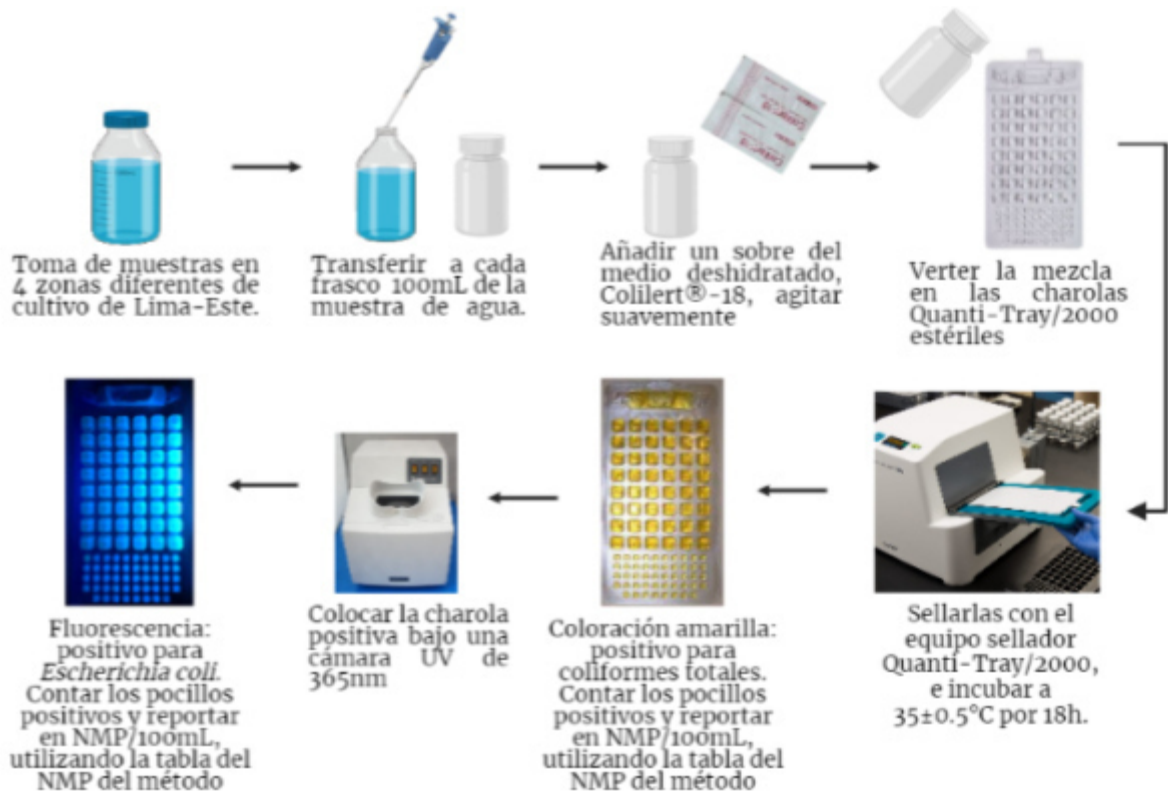 Toma de muestras en
4 zonas diferentes de
cultivo de Lima-Este.
Transferir a cada
frasco 100mL de la
muestra de agua.
Añadir un sobre del
medio deshidratado,
Colilert®-18, agitar
suavemente
Verter la mezcla
en las charolas
Quanti-Tray/2000
estériles
Sellarlas con el
equipo sellador
Quanti-Tray/2000,
e incubar a
35±0.5°C por 18h.
Coloración amarilla:
positivo para
coliformes totales.
Contar los pocillos
positivos y reportar
en NMP/100mL,
utilizando la tabla del
NMP del método
Colocar la charola
positiva bajo una
cámara UV de
365nm
Fluorescencia:
positivo para
Escherichia coli.
Contar los pocillos
positivos y reportar
en NMP/100mL,
utilizando la tabla del
NMP del método